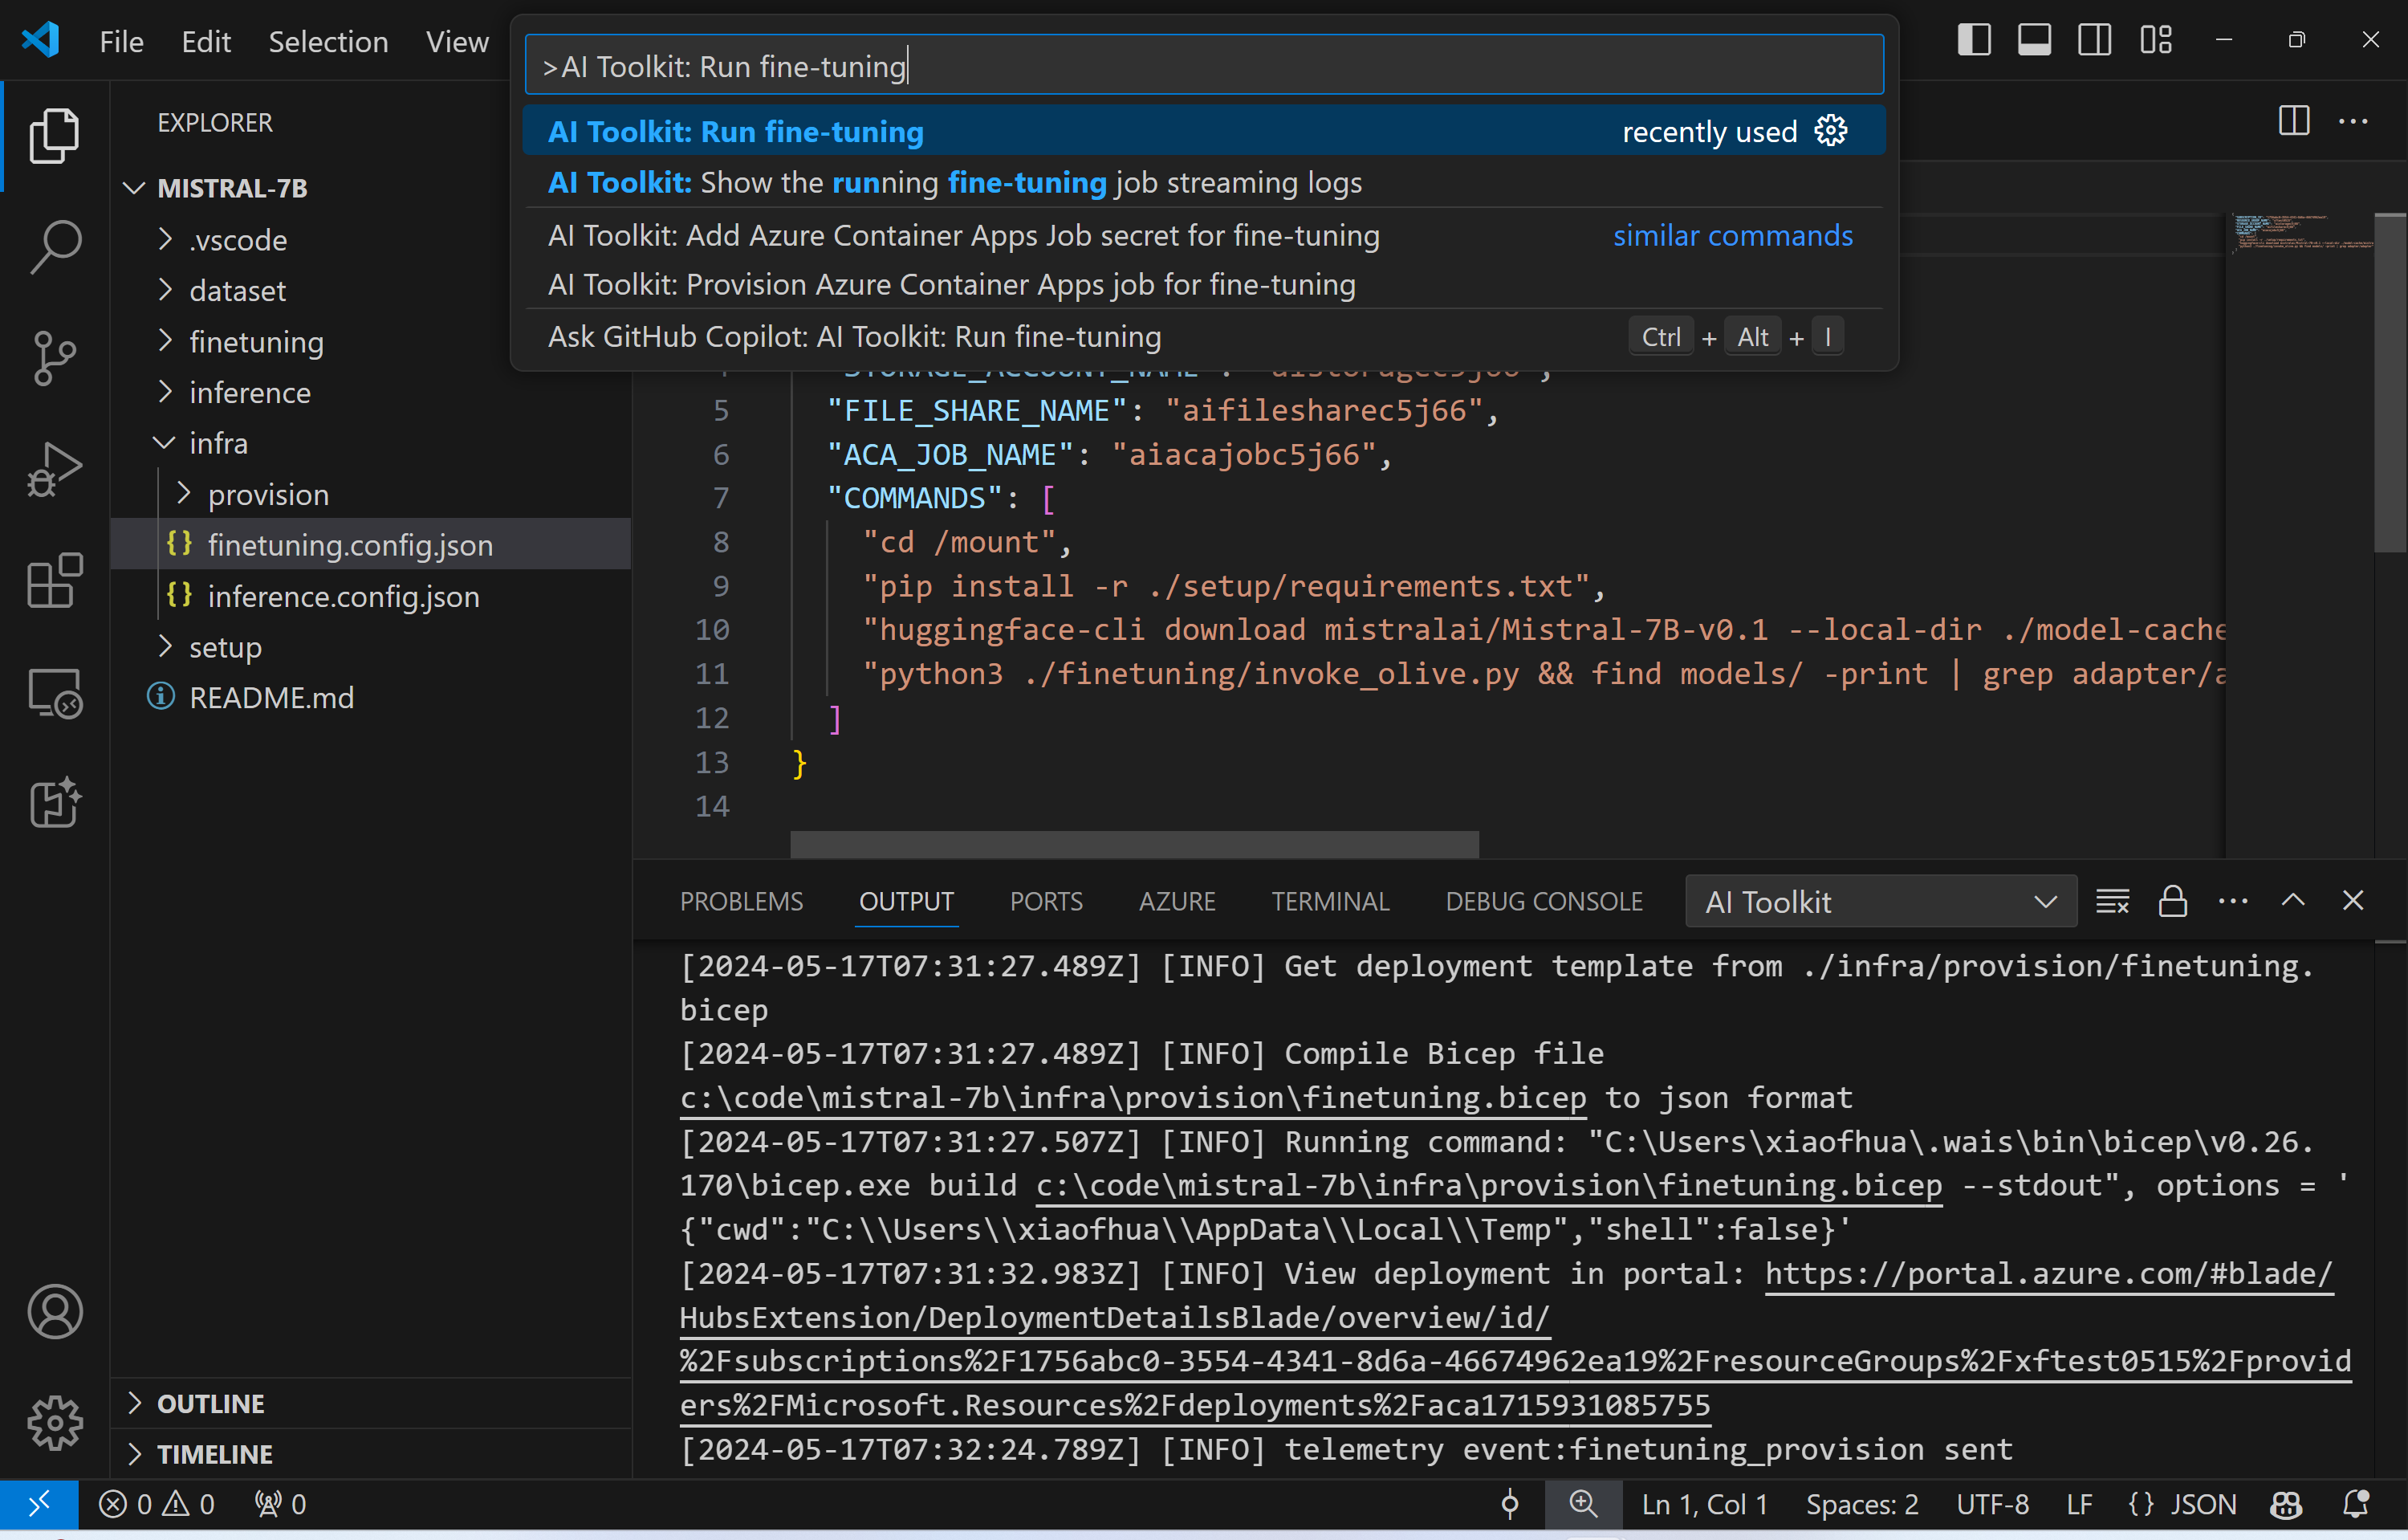 File Edit Selection View
>AI Toolkit: Run fine-tuning
AI Toolkit: Run fine-tuning recently used
AI Toolkit: Show the running fine-tuning job streaming logs
AI Toolkit: Add Azure Container Apps Job secret for fine-tuning similar commands
AI Toolkit: Provision Azure Container Apps job for fine-tuning
Ask GitHub Copilot: AI Toolkit: Run fine-tuning Ctrl + Alt + I
EXPLORER
MISTRAL-7B
.vscode
dataset
finetuning
inference
infra
provision
{} finetuning.config.json
{} inference.config.json
setup
README.md
OUTLINE
TIMELINE
5 "FILE_SHARE_NAME": "aifilesharec5j66",
6 "ACA_JOB_NAME": "aiacajobc5j66",
7 "COMMANDS": [
8 "cd /mount",
9 "pip install -r ./setup/requirements.txt",
10 "huggingface-cli download mistralai/Mistral-7B-v0.1 --local-dir ./model-cache
11 "python3 ./finetuning/invoke_olive.py && find models/ -print | grep adapter/a
12 ]
13 }
14
PROBLEMS OUTPUT PORTS AZURE TERMINAL DEBUG CONSOLE AI Toolkit
[2024-05-17T07:31:27.489Z] [INFO] Get deployment template from ./infra/provision/finetuning.
bicep
[2024-05-17T07:31:27.489Z] [INFO] Compile Bicep file
c:\code\mistral-7b\infra\provision\finetuning.bicep to json format
[2024-05-17T07:31:27.507Z] [INFO] Running command: "C:\Users\xiaofhua\.wais\bin\bicep\v0.26.
170\bicep.exe build c:\code\mistral-7b\infra\provision\finetuning.bicep --stdout", options = '
{"cwd":"C:\\Users\\xiaofhua\\AppData\\Local\\Temp","shell":false}'
[2024-05-17T07:31:32.983Z] [INFO] View deployment in portal: https://portal.azure.com/#blade/
HubsExtension/DeploymentDetailsBlade/overview/id/
%2Fsubscriptions%2F1756abc0-3554-4341-8d6a-46674962ea19%2FresourceGroups%2Fxftest0515%2Fprovid
ers%2FMicrosoft.Resources%2Fdeployments%2Faca1715931085755
[2024-05-17T07:32:24.789Z] [INFO] telemetry event:finetuning_provision sent
0 0 0 Ln 1, Col 1 Spaces: 2 UTF-8 LF {} JSON